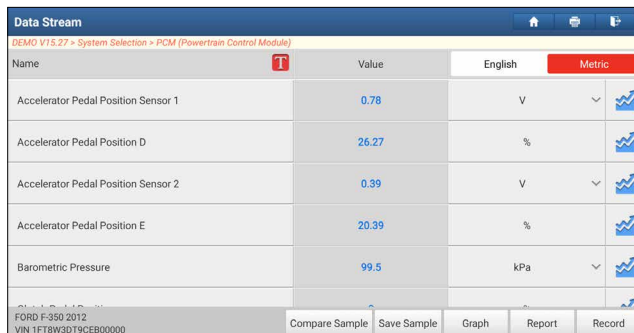 Data Stream
DEMO V15.27 > System Selection > PCM (Powertrain Control Module)
Name T Value English Metric
Accelerator Pedal Position Sensor 1 0.78 V
Accelerator Pedal Position D 26.27 %
Accelerator Pedal Position Sensor 2 0.39 V
Accelerator Pedal Position E 20.39 %
Barometric Pressure 99.5 kPa
FORD F-350 2012
VIN 1FT8W3DT9CEB00000
Compare Sample Save Sample Graph Report Record